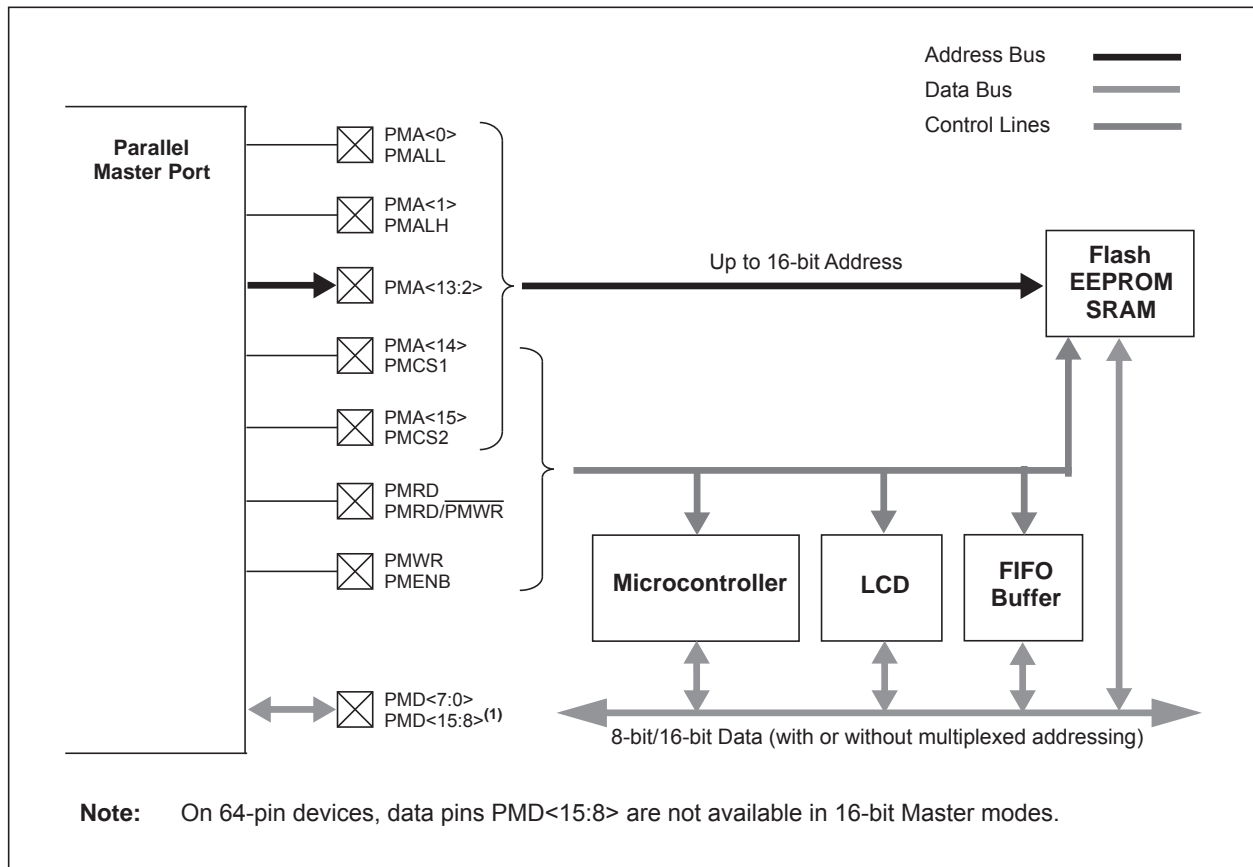 Address Bus
Data Bus
Control Lines
Parallel
Master Port
PMA<0>
PMALL
PMA<1>
PMALH
PMA<13:2>
PMA<14>
PMCS1
PMA<15>
PMCS2
PMRD
PMRD/PMWR
PMWR
PMENB
PMD<7:0>
PMD<15:8>(1)
Up to 16-bit Address
Flash
EEPROM
SRAM
Microcontroller
LCD
FIFO
Buffer
8-bit/16-bit Data (with or without multiplexed addressing)
Note: On 64-pin devices, data pins PMD<15:8> are not available in 16-bit Master modes.